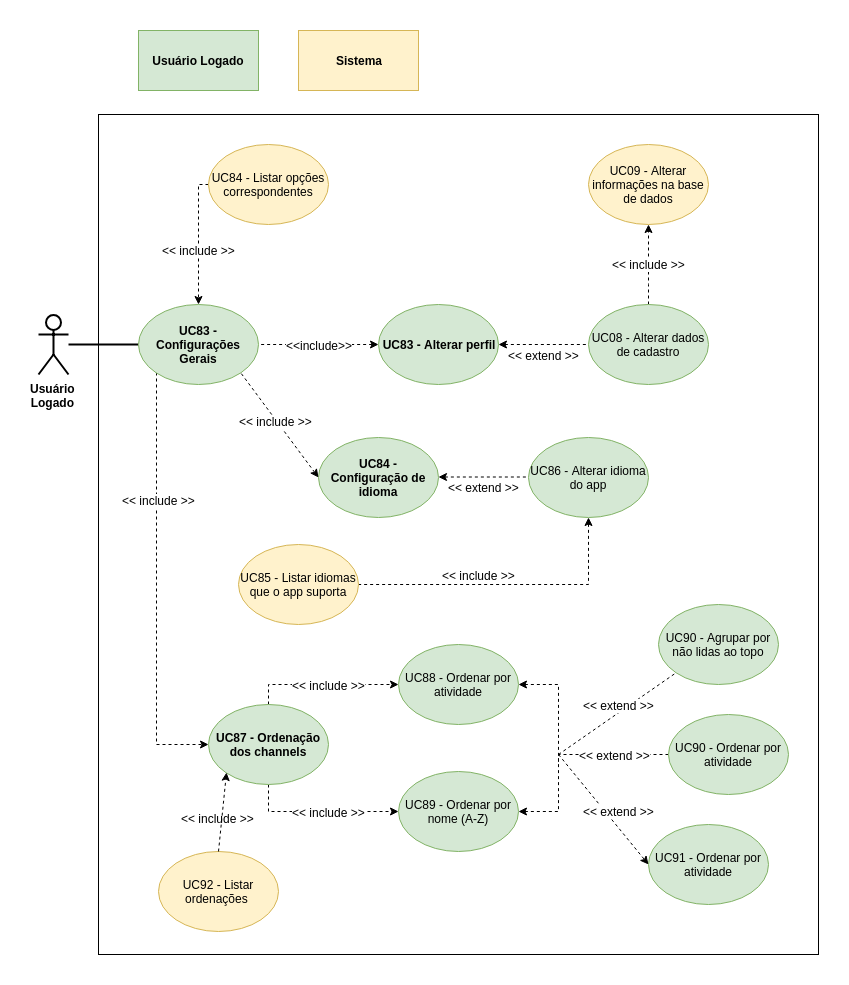 Usuário Logado
Sistema
UC84 - Listar opções
correspondentes
UC09 - Alterar
informações na base
de dados
<< include >>
<< include >>
UC83 -
Configurações
Gerais
<<include>>
UC83 - Alterar perfil
<< extend >>
UC08 - Alterar dados
de cadastro
Usuário
Logado
<< include >>
UC84 -
Configuração de
idioma
<< extend >>
UC86 - Alterar idioma
do app
<< include >>
UC85 - Listar idiomas
que o app suporta
<< include >>
UC90 - Agrupar por
não lidas ao topo
UC88 - Ordenar por
atividade
<< include >>
<< extend >>
UC87 - Ordenação
dos channels
UC90 - Ordenar por
atividade
<< extend >>
UC89 - Ordenar por
nome (A-Z)
<< include >>
<< extend >>
<< include >>
UC91 - Ordenar por
atividade
UC92 - Listar
ordenações